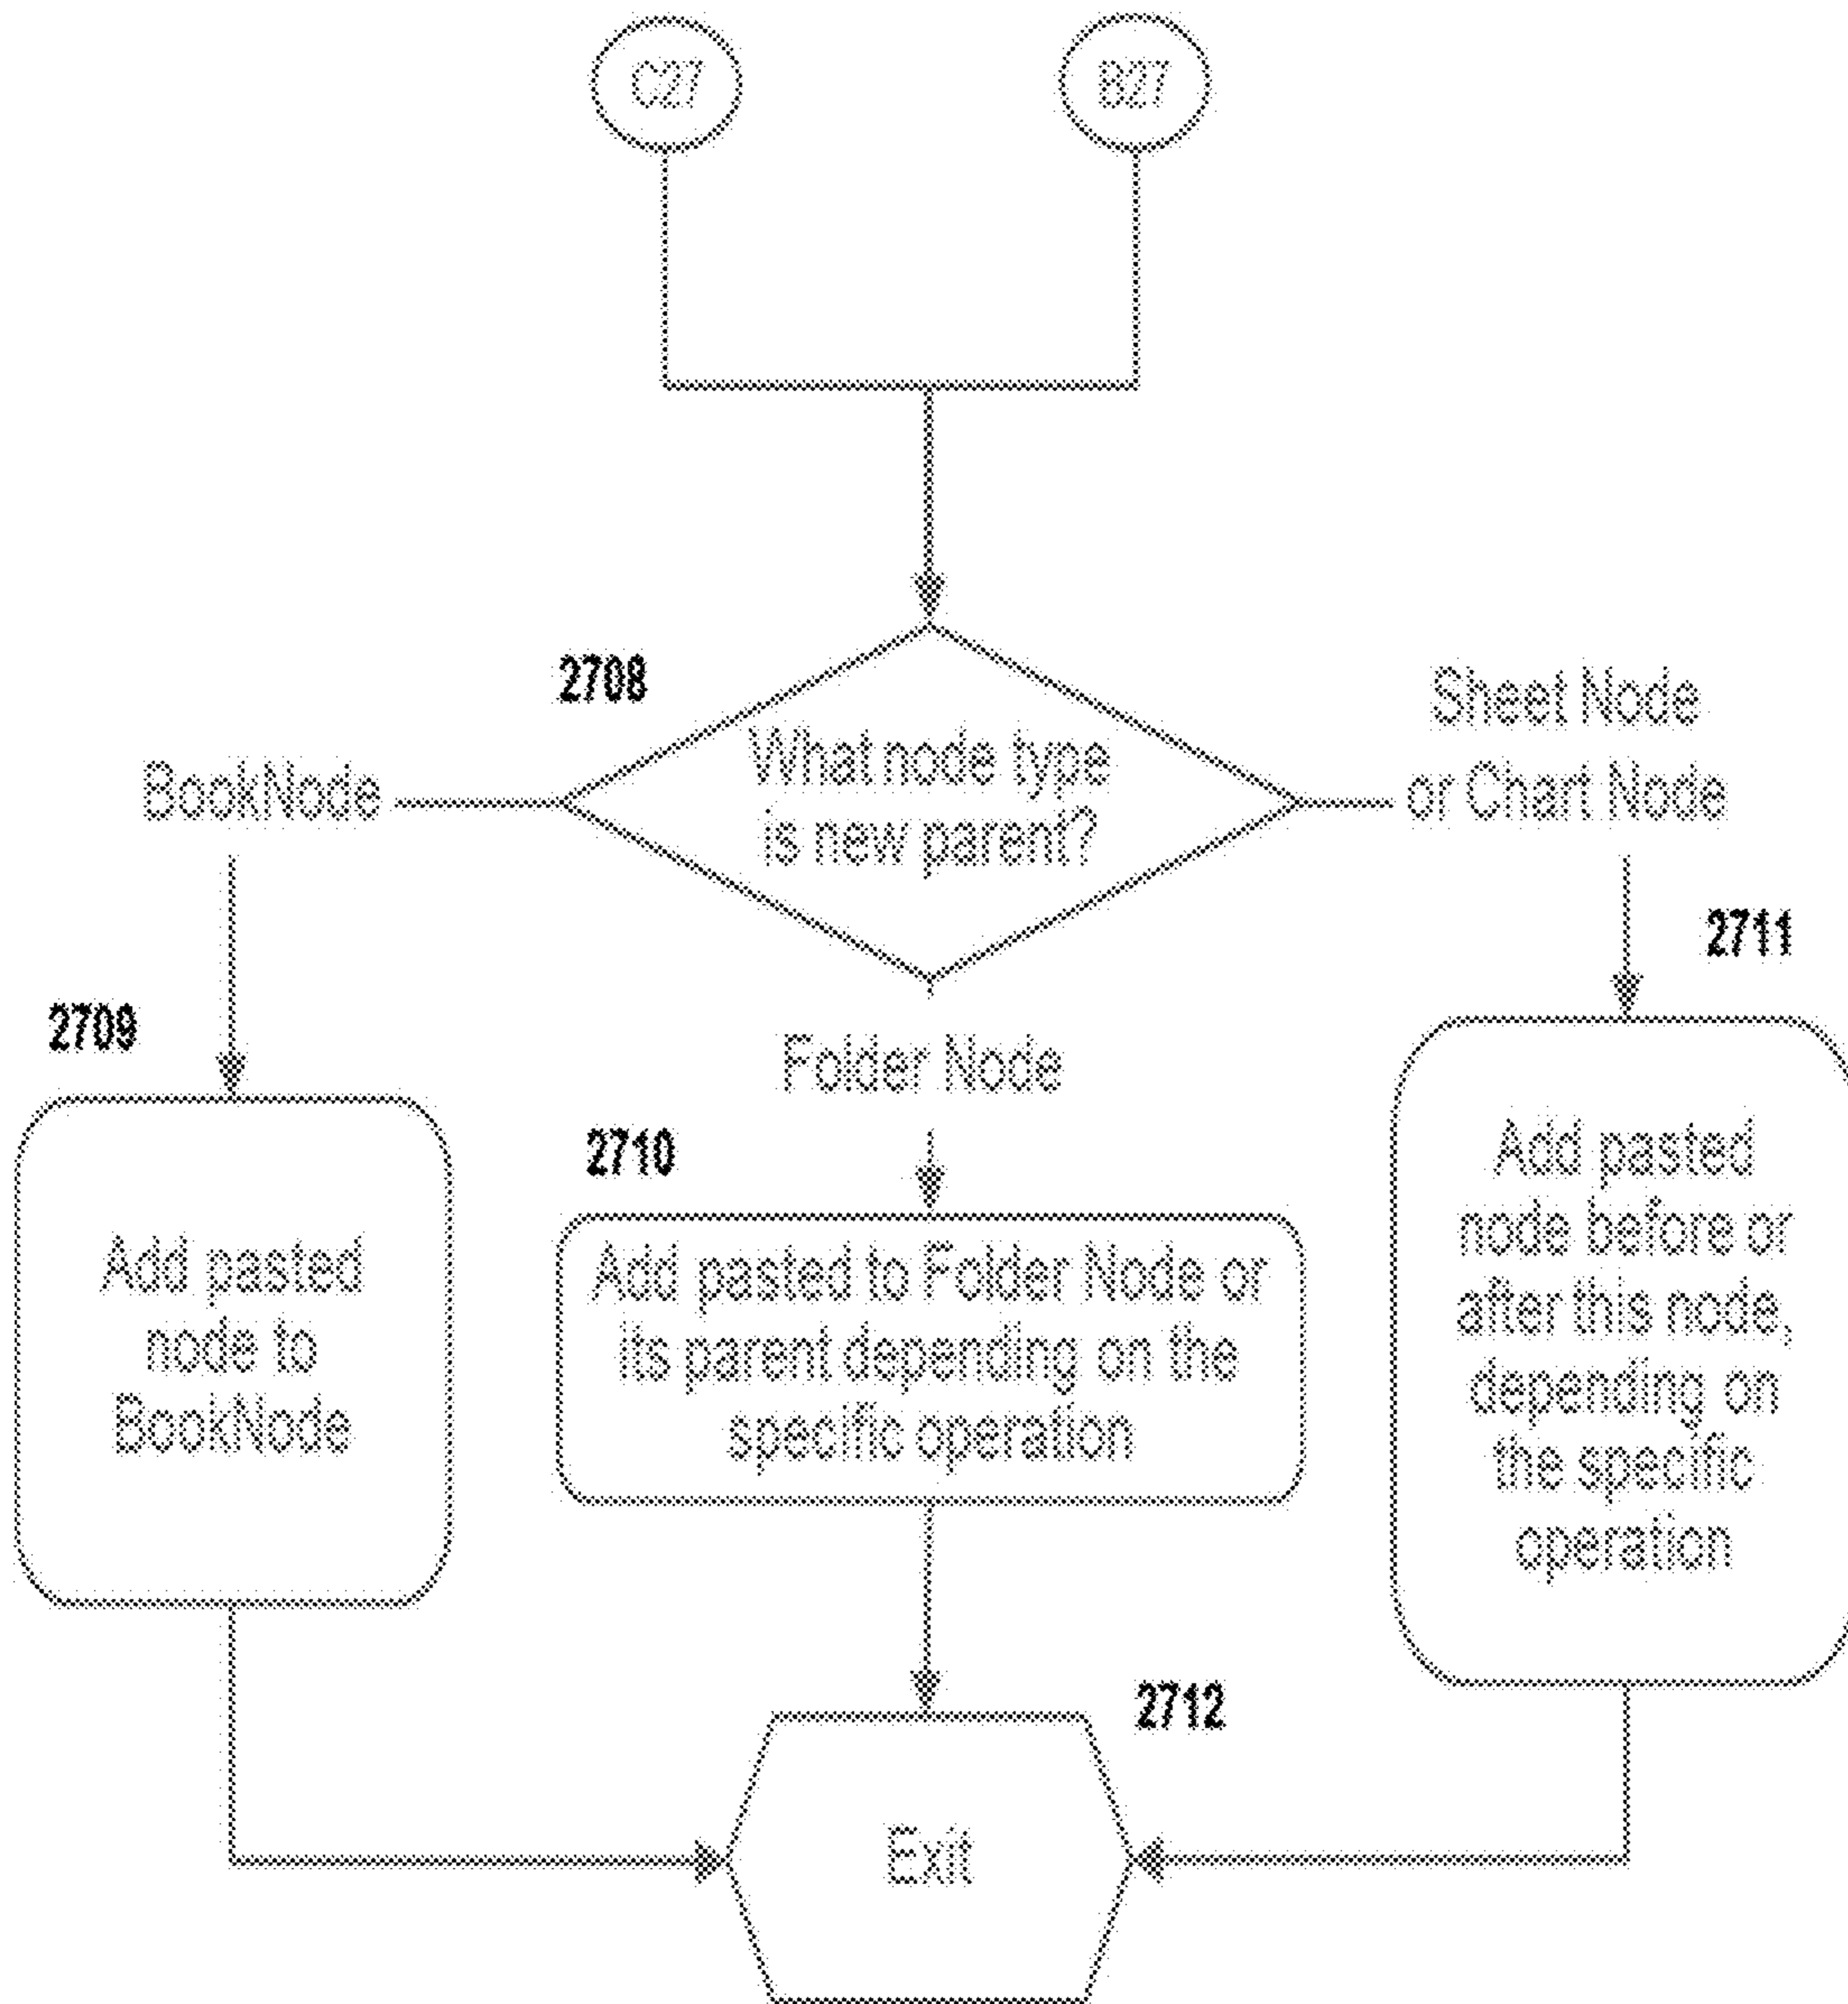 C27
B27
2708
What node type
is new parent?
BookNode
Sheet Node
or Chart Node
2711
2709
Folder Node
2710
Add pasted
node to
BookNode
Add pasted to Folder Node or
its parent depending on the
specific operation
Add pasted
node before or
after this node,
depending on
the specific
operation
2712
Exit